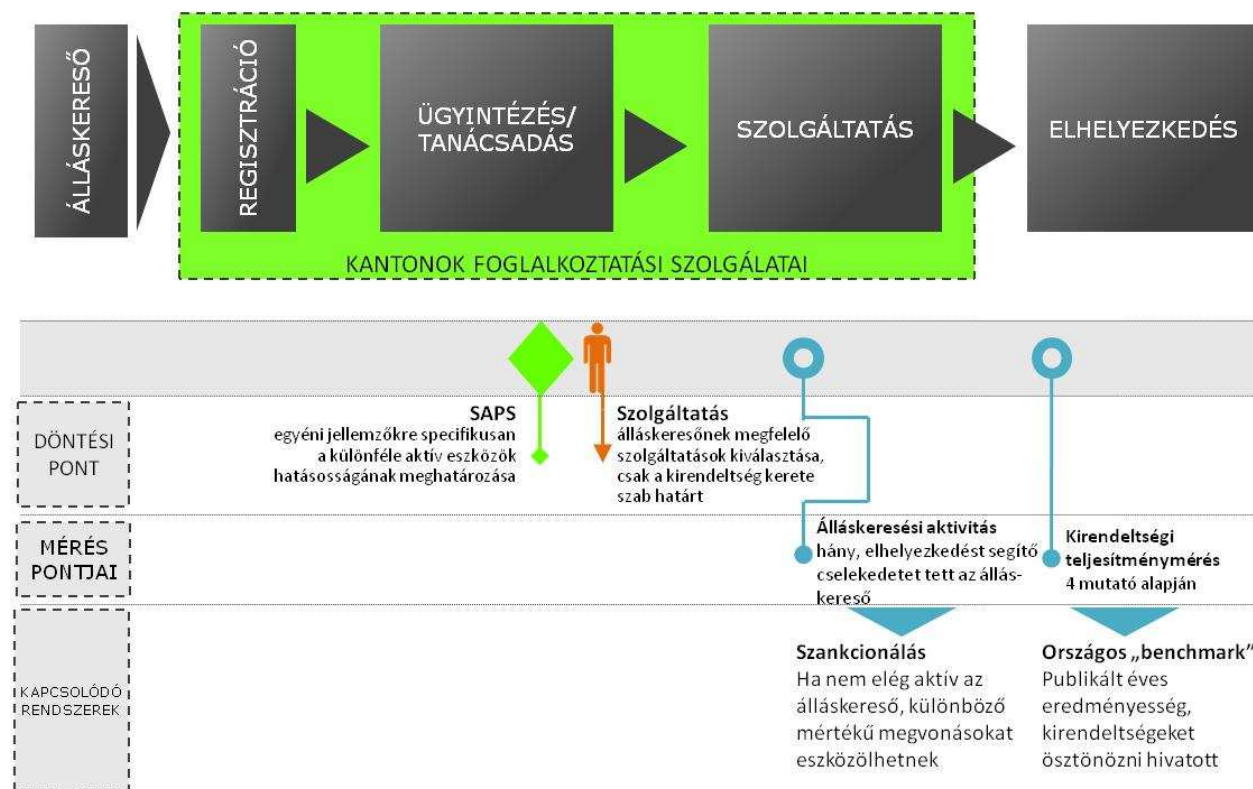 ÁLLÁSKERESŐ
REGISZTRÁCIÓ
ÜGYINTÉZÉS/
TANÁCSADÁS
SZOLGÁLTATÁS
ELHELYEZKEDÉS
KANTONOK FOGLALKOZTATÁSI SZOLGÁLATAI
DÖNTÉSI
PONT
SAPS
egyéni jellemzőkre specifikusan
a különféle aktív eszközök
hatásosságának meghatározása
Szolgáltatás
álláskeresőnek megfelelő
szolgáltatások kiválasztása,
csak a kirendeltség kerete
szab határt
MÉRÉS
PONTJAI
Álláskeresési aktivitás
hány, elhelyezkedést segítő
cselekedetet tett az állás-
kereső
Kirendeltségi
teljesítménymérés
4 mutató alapján
KAPCSOLÓDÓ
RENDSZEREK
Szankcionálás
Ha nem elég aktív az
álláskereső, különböző
mértékű megvonásokat
eszközölhetnek
Országos „benchmark”
Publikált éves
eredményesség,
kirendeltségeket
ösztönözni hivatott